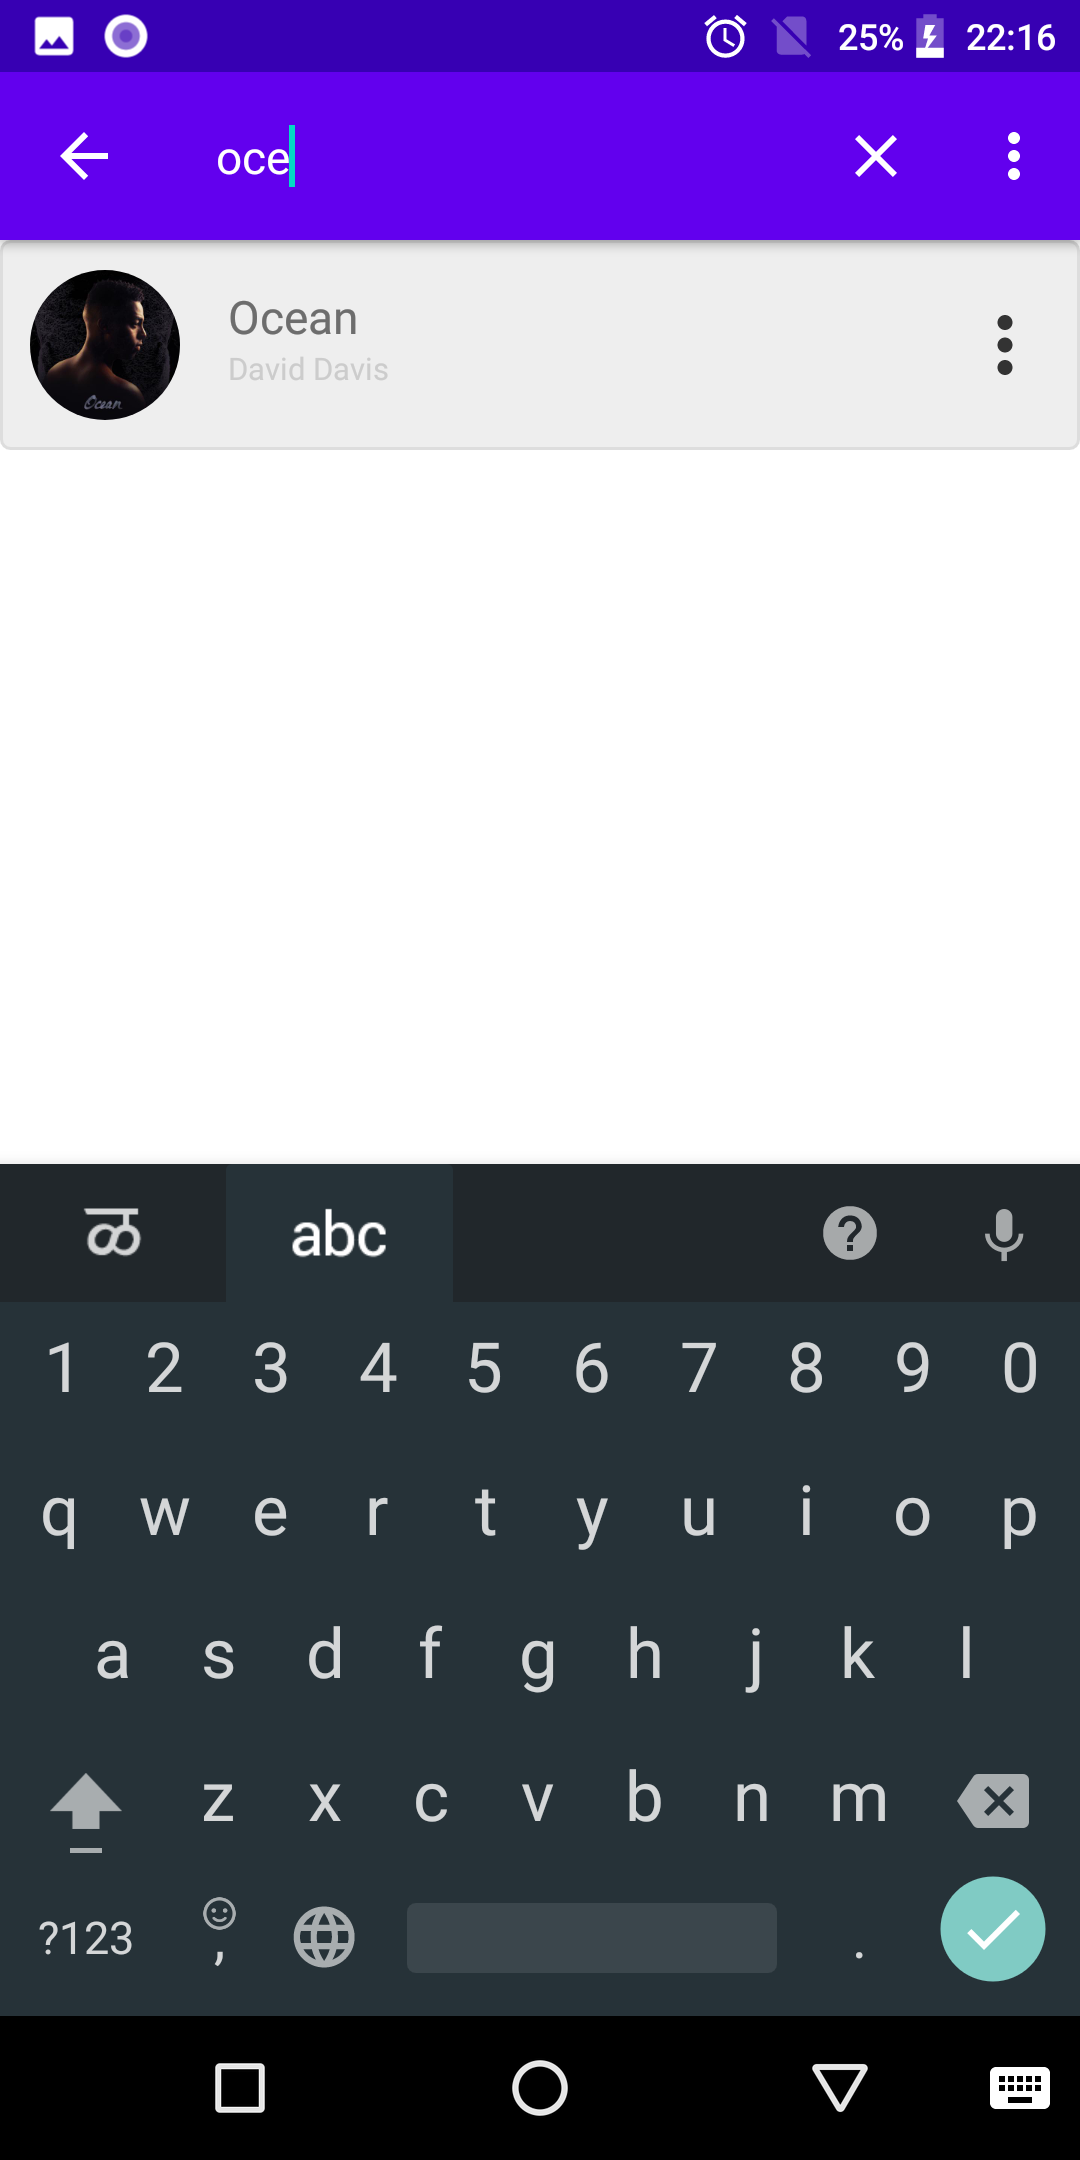 25% 22:16
oce
Ocean
David Davis
Ocean
ळ abc
1 2 3 4 5 6 7 8 9 0
q w e r t y u i o p
a s d f g h j k l
z x c v b n m
?123 , .